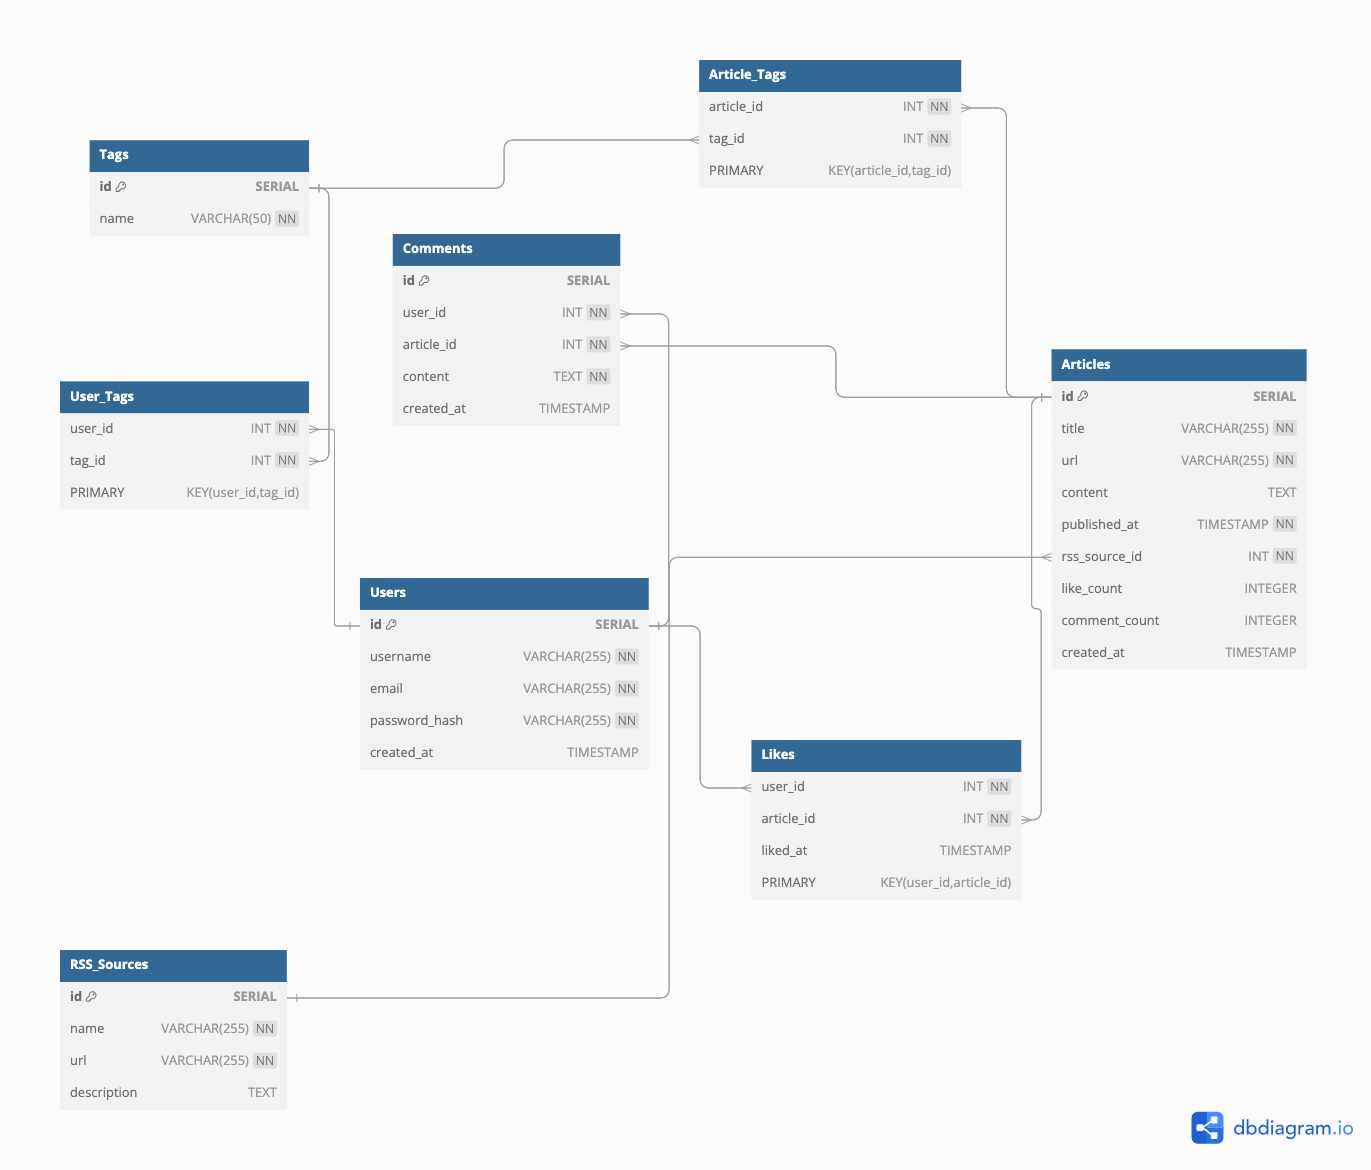 Article_Tags
article_id INT NN
tag_id INT NN
PRIMARY KEY(article_id,tag_id)
Tags
id SERIAL
name VARCHAR(50) NN
Comments
id SERIAL
user_id INT NN
article_id INT NN
content TEXT NN
created_at TIMESTAMP
Articles
id SERIAL
title VARCHAR(255) NN
url VARCHAR(255) NN
content TEXT
published_at TIMESTAMP NN
rss_source_id INT NN
like_count INTEGER
comment_count INTEGER
created_at TIMESTAMP
User_Tags
user_id INT NN
tag_id INT NN
PRIMARY KEY(user_id,tag_id)
Users
id SERIAL
username VARCHAR(255) NN
email VARCHAR(255) NN
password_hash VARCHAR(255) NN
created_at TIMESTAMP
Likes
user_id INT NN
article_id INT NN
liked_at TIMESTAMP
PRIMARY KEY(user_id,article_id)
RSS_Sources
id SERIAL
name VARCHAR(255) NN
url VARCHAR(255) NN
description TEXT
dbdiagram.io